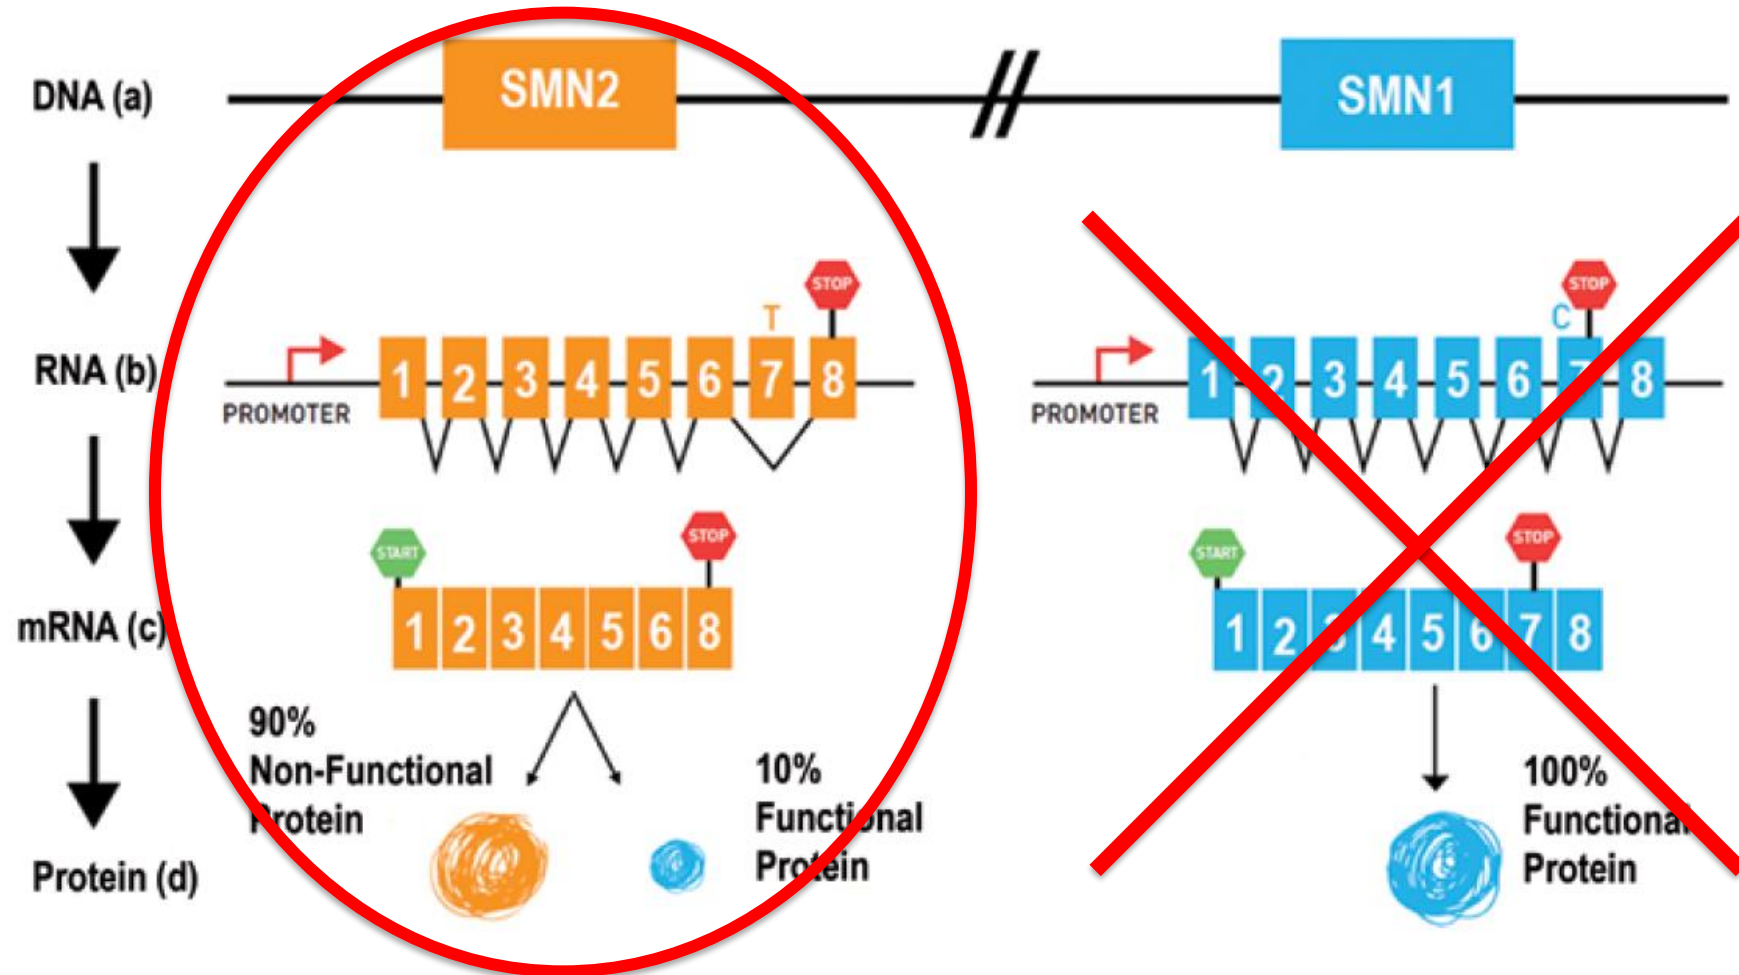 DNA (a)
SMN2
SMN1
STOP
STOP
T
C
RNA (b)
1 2 3 4 5 6 7 8
1 2 3 4 5 6 7 8
PROMOTER
PROMOTER
START
STOP
START
STOP
mRNA (c)
1 2 3 4 5 6 8
1 2 3 4 5 6 7 8
90%
Non-Functional
Protein
10%
Functional
Protein
100%
Functional
Protein
Protein (d)